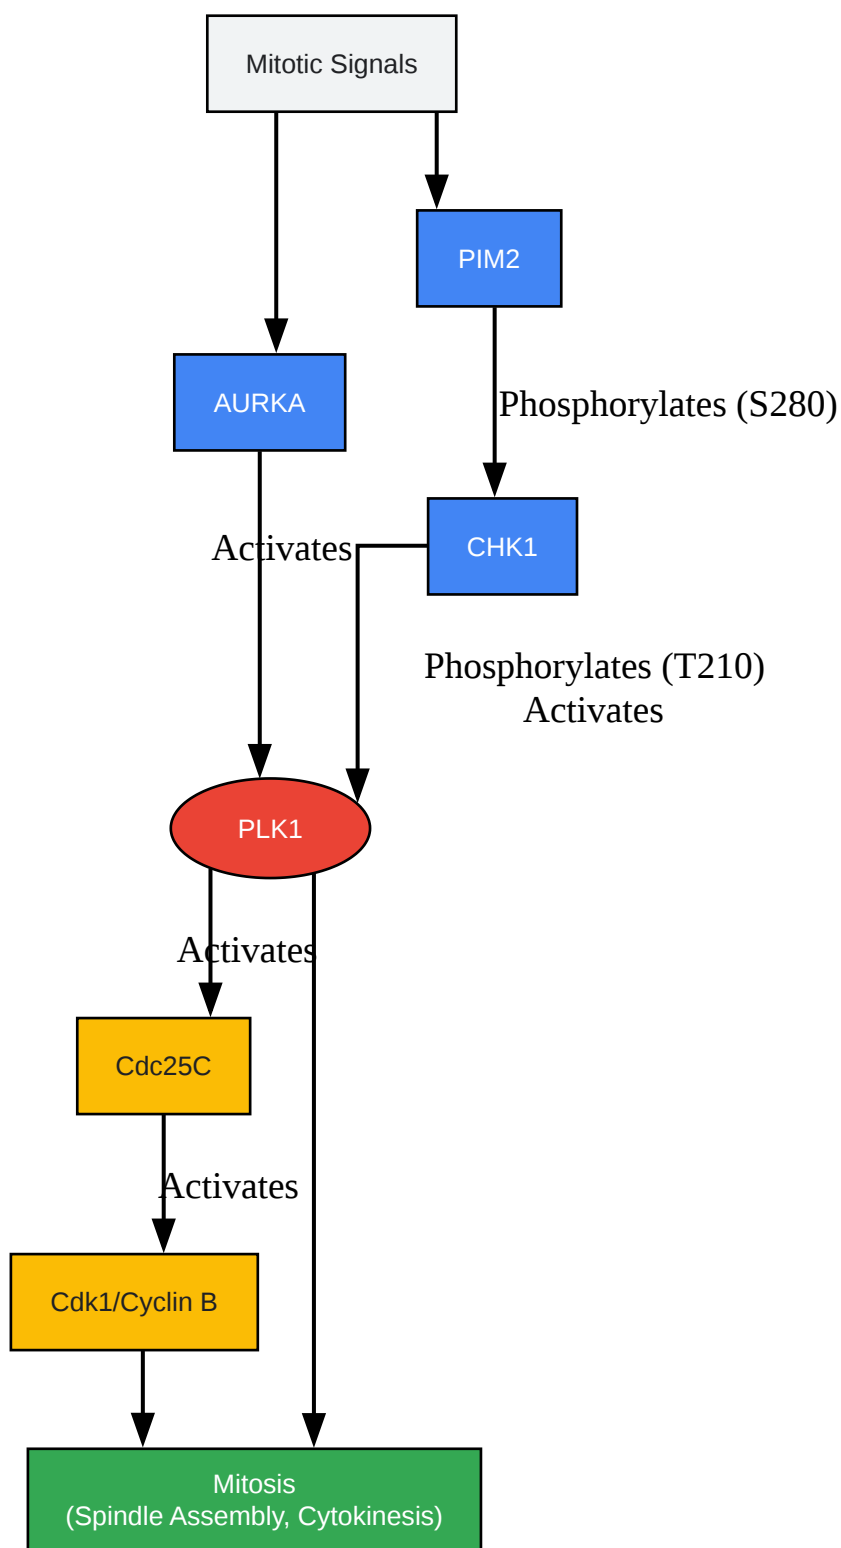 Mitotic Signals
PIM2
AURKA
Phosphorylates (S280)
Activates
CHK1
Phosphorylates (T210)
Activates
PLK1
Activates
Cdc25C
Activates
Cdk1/Cyclin B
Mitosis
(Spindle Assembly, Cytokinesis)